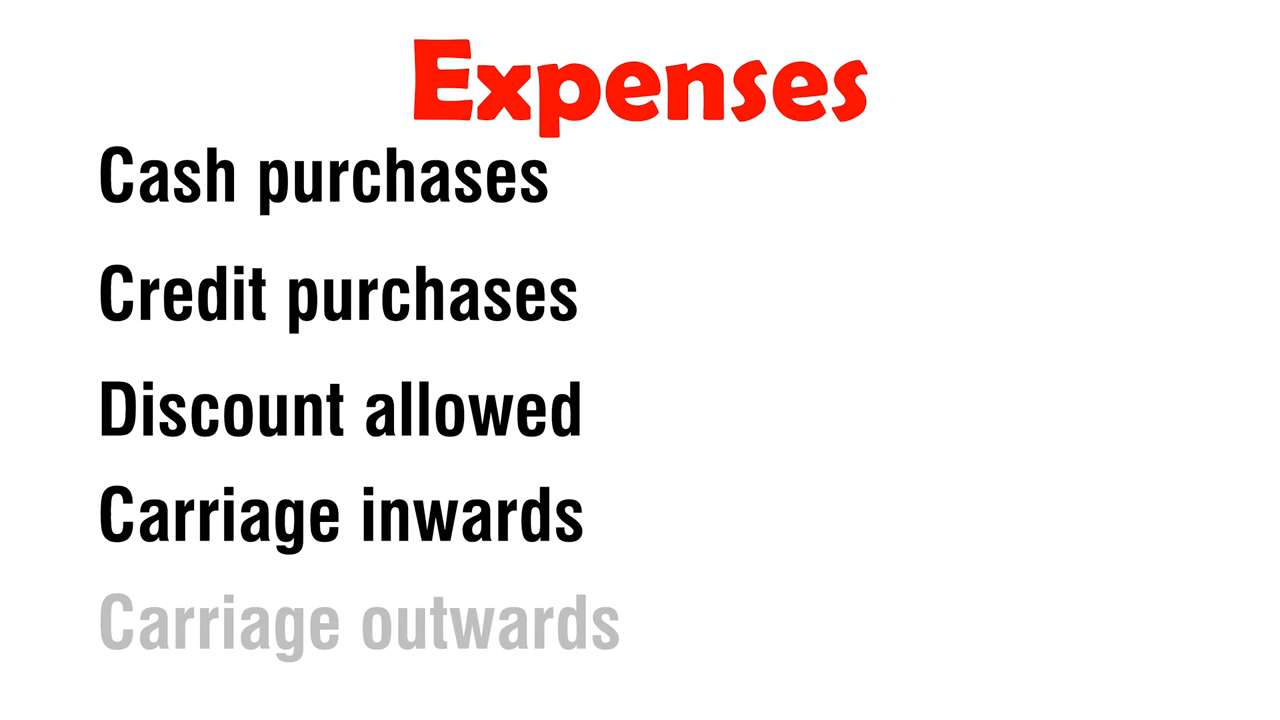 Expenses
Cash purchases
Credit purchases
Discount allowed
Carriage inwards
Carriage outwards